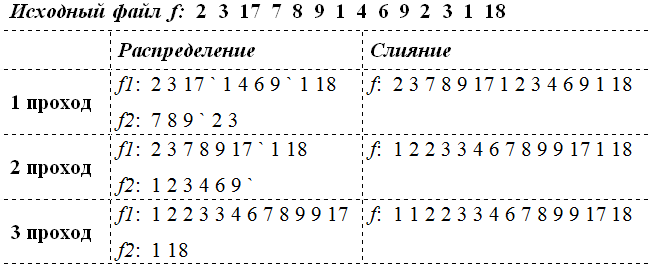 Исходный файл f: 2 3 17 7 8 9 1 4 6 9 2 3 1 18
Распределение Слияние
1 проход
f1: 2 3 17 ` 1 4 6 9 ` 1 18 f: 2 3 7 8 9 17 1 2 3 4 6 9 1 18
f2: 7 8 9 ` 2 3
2 проход
f1: 2 3 7 8 9 17 ` 1 18 f: 1 2 2 3 3 4 6 7 8 9 9 17 1 18
f2: 1 2 3 4 6 9 `
3 проход
f1: 1 2 2 3 3 4 6 7 8 9 9 17 f: 1 1 2 2 3 3 4 6 7 8 9 9 17 18
f2: 1 18